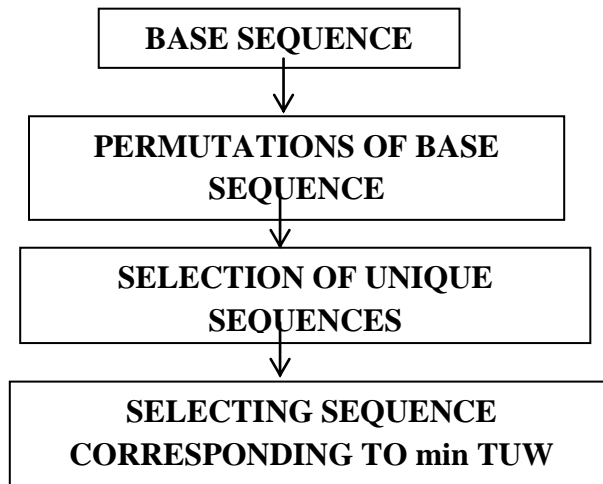 BASE SEQUENCE
PERMUTATIONS OF BASE
SEQUENCE
SELECTION OF UNIQUE
SEQUENCES
SELECTING SEQUENCE
CORRESPONDING TO min TUW